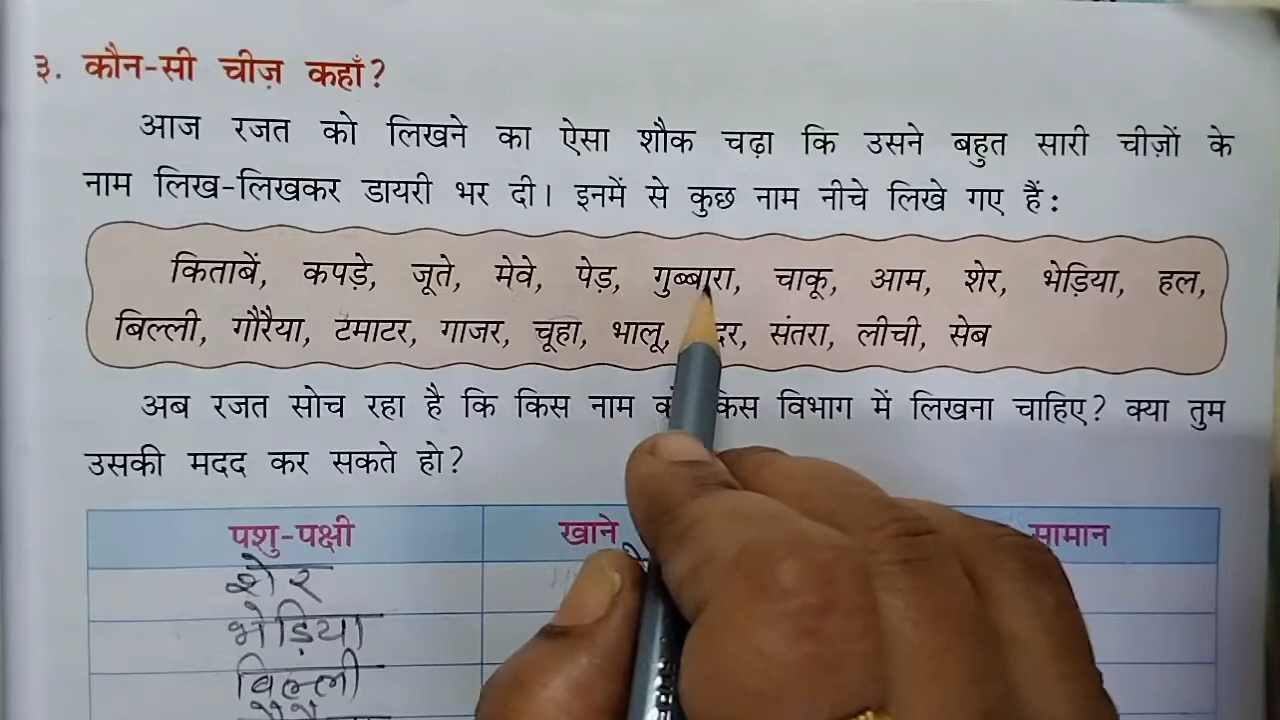 ३. कौन-सी चीज़ कहाँ?
आज रजत को लिखने का ऐसा शौक चढ़ा कि उसने बहुत सारी चीज़ों के
नाम लिख-लिखकर डायरी भर दी। इनमें से कुछ नाम नीचे लिखे गए हैं:
किताबें, कपड़े, जूते, मेवे, पेड़, गुब्बारा, चाकू, आम, शेर, भेड़िया, हल,
बिल्ली, गौरैया, टमाटर, गाजर, चूहा, भालू, संतरा, लीची, सेब
अब रजत सोच रहा है कि किस नाम किस विभाग में लिखना चाहिए? क्या तुम
उसकी मदद कर सकते हो?
पशु-पक्षी खाने सामान
शेर
भेड़िया
बिल्ली